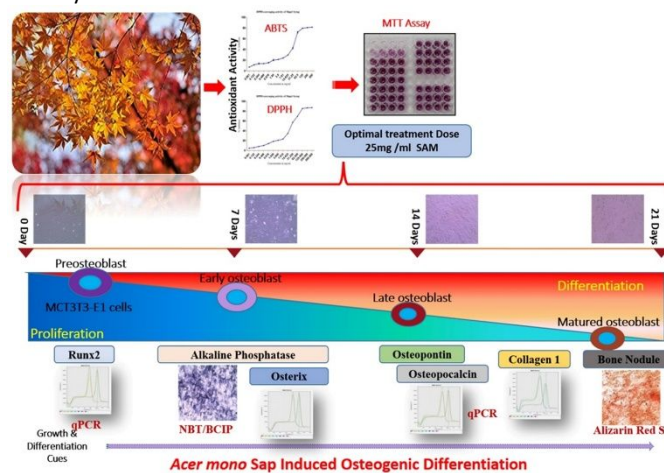 ABTS
Antioxidant Activity
DPPH
MTT Assay
Optimal treatment Dose
25mg /ml SAM
0 Day
7 Days
14 Days
21 Days
Preosteoblast
MCT3T3-E1 cells
Early osteoblast
Late osteoblast
Matured osteoblast
Differentiation
Proliferation
Runx2
qPCR
Alkaline Phosphatase
NBT/BCIP
Osterix
Osteopontin
Osteopocalcin
qPCR
Collagen 1
Bone Nodule
Alizarin Red S
Growth &
Differentiation
Cues
Acer mono Sap Induced Osteogenic Differentiation